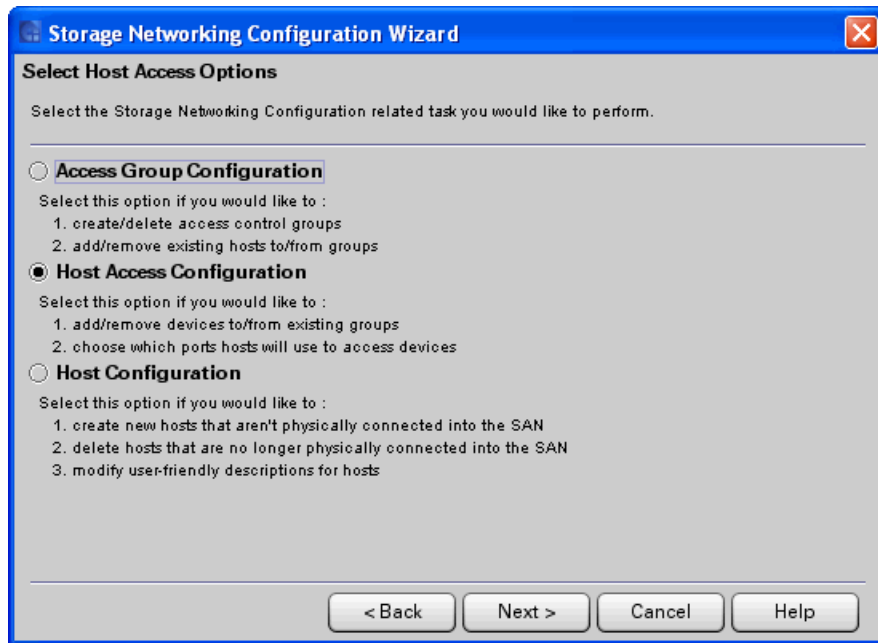 Storage Networking Configuration Wizard
Select Host Access Options
Select the Storage Networking Configuration related task you would like to perform.
Access Group Configuration
Select this option if you would like to :
1. create/delete access control groups
2. add/remove existing hosts to/from groups
Host Access Configuration
Select this option if you would like to :
1. add/remove devices to/from existing groups
2. choose which ports hosts will use to access devices
Host Configuration
Select this option if you would like to :
1. create new hosts that aren't physically connected into the SAN
2. delete hosts that are no longer physically connected into the SAN
3. modify user-friendly descriptions for hosts
< Back Next > Cancel Help